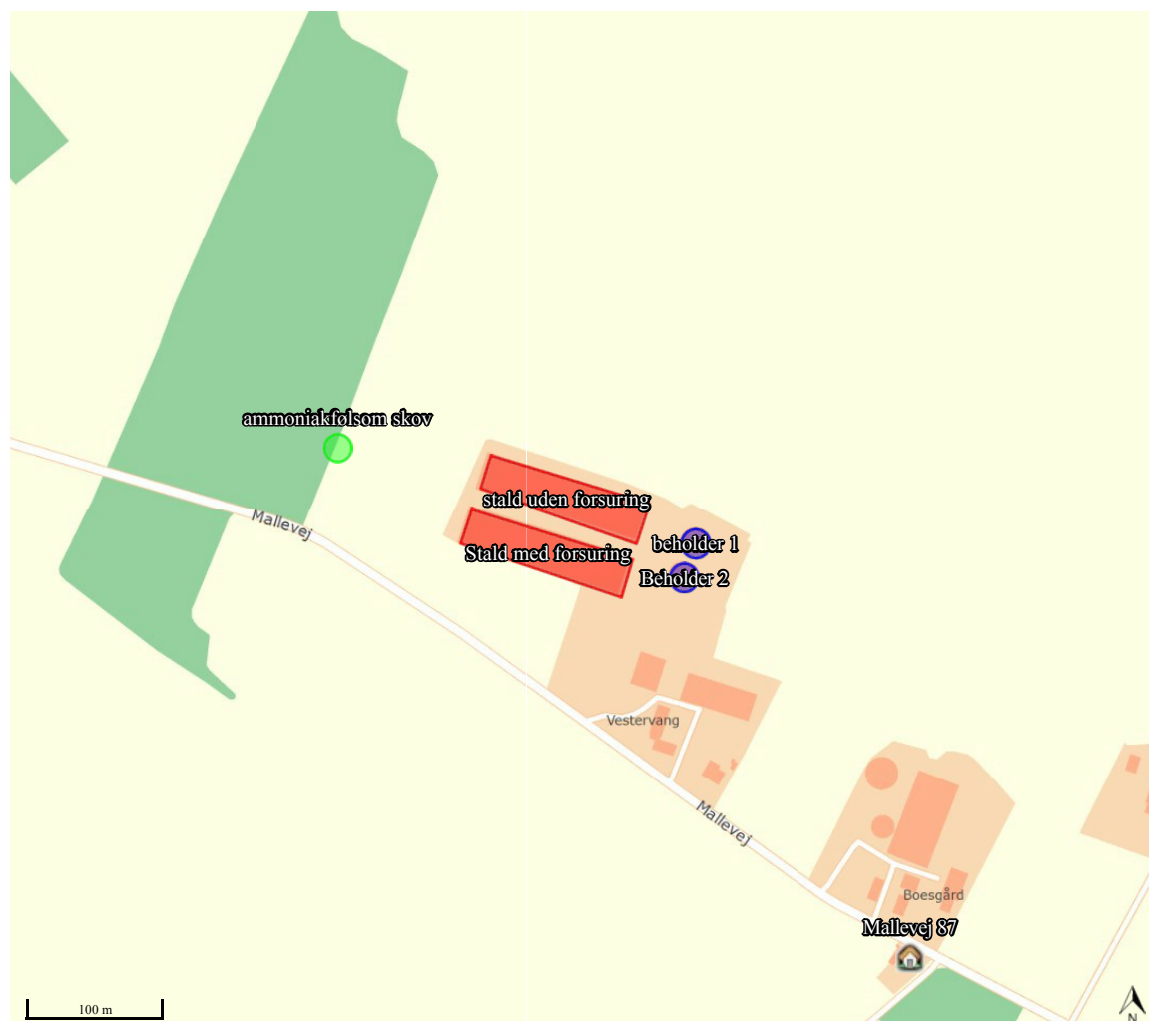 ammoniakfølsom skov
stald uden forsuring
Mallevej
beholder 1
Stald med forsuring
Beholder 2
Vestervang
Mallevej
Boesgård
Mallevej 87
100 m
N